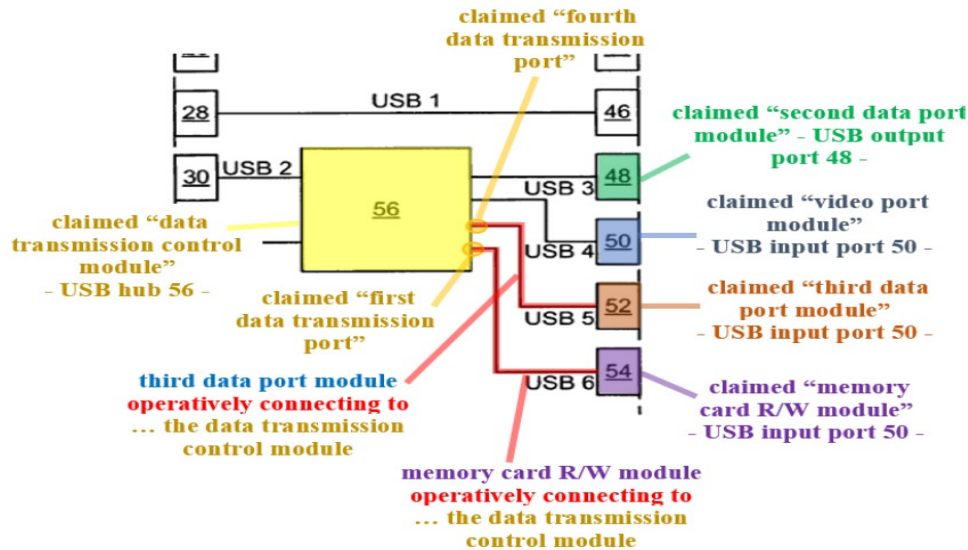 claimed “fourth
data transmission
port”
28
USB 1
46
claimed “second data port
module” - USB output
port 48 -
30
USB 2
56
USB 3
48
claimed “data
transmission control
module”
- USB hub 56 -
claimed “video port
module”
- USB input port 50 -
USB 4
50
claimed “first
data transmission
port”
USB 5
52
claimed “third data
port module”
- USB input port 50 -
third data port module
operatively connecting to
... the data transmission
control module
USB 6
54
claimed “memory
card R/W module”
- USB input port 50 -
memory card R/W module
operatively connecting to
... the data transmission
control module